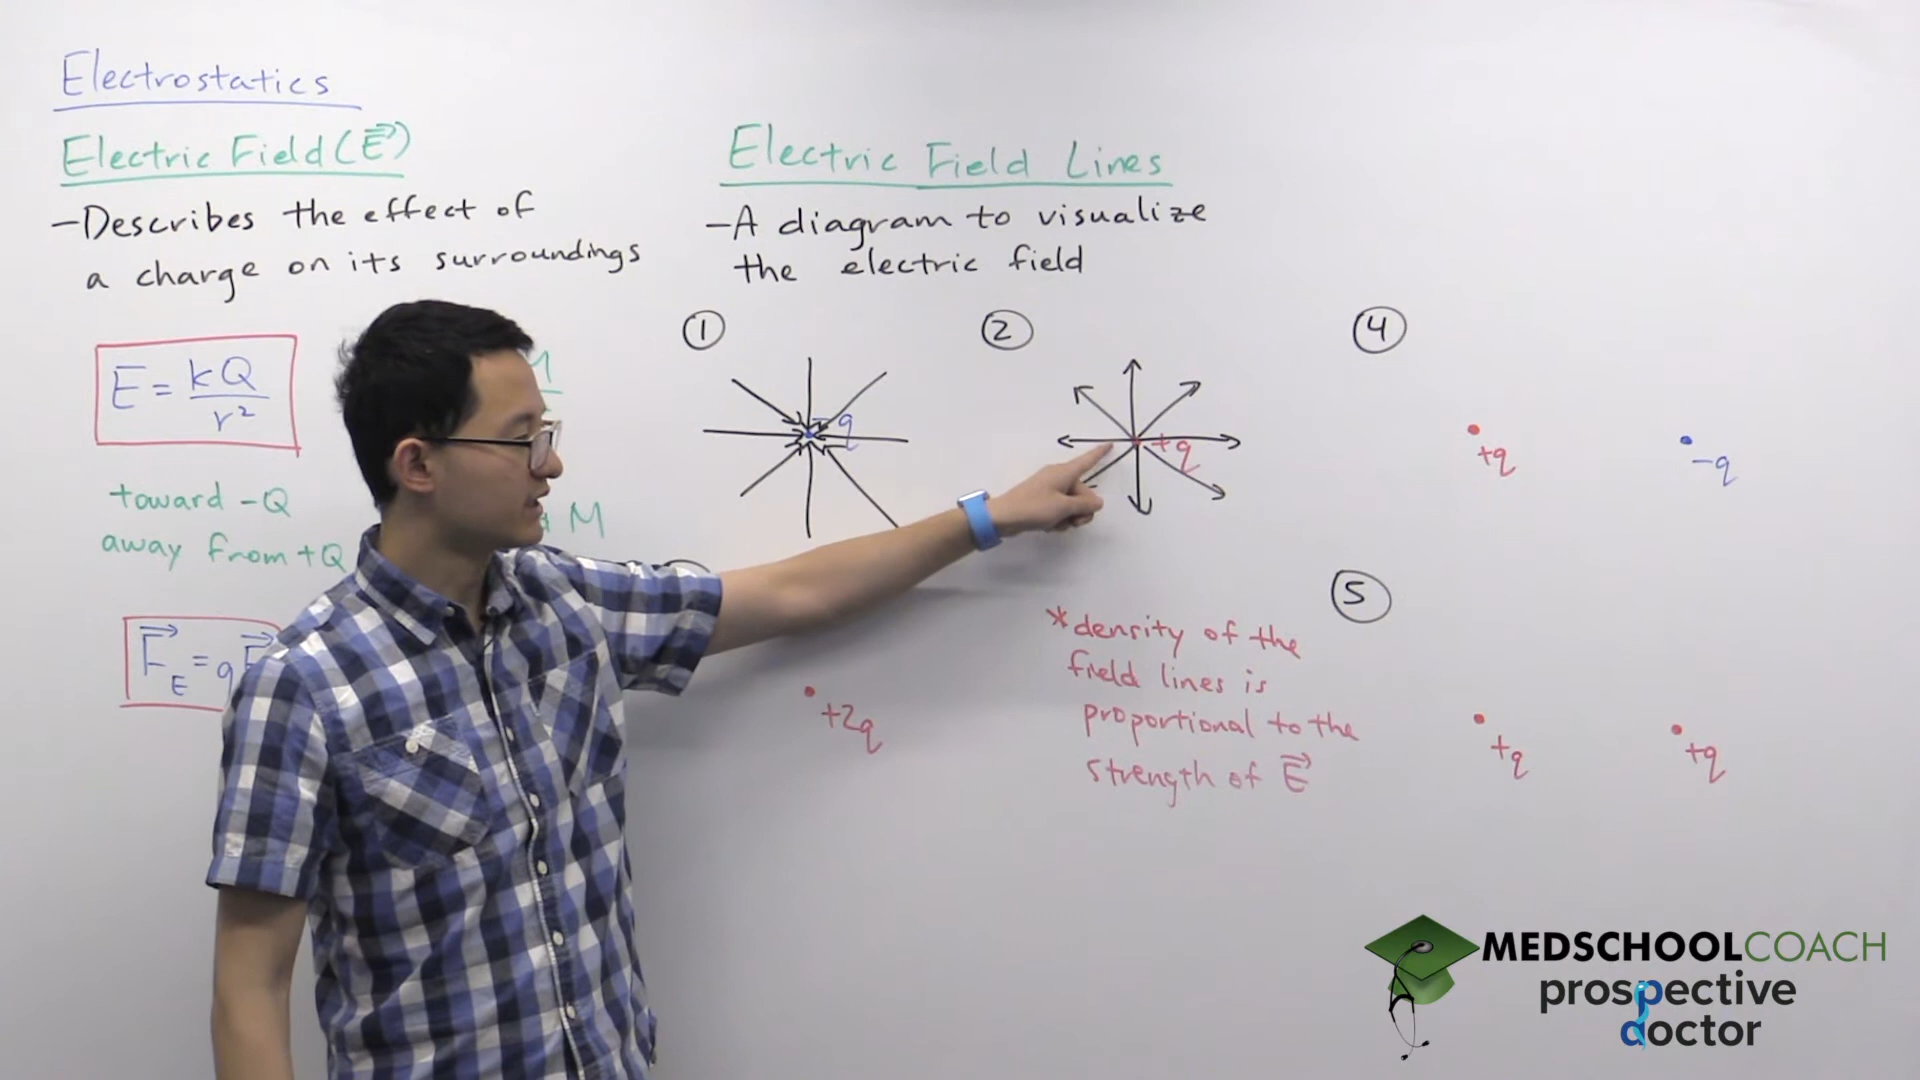 Electrostatics
Electric Field (E)
-Describes the effect of
a charge on its surroundings
E = kQ
r²
toward -Q
away from +Q
M
M
F_E = q
Electric Field Lines
-A diagram to visualize
the electric field
1
-q
2
+q
+2q
*density of the
field lines is
proportional to the
strength of E
4
+q
-q
5
+q
+q
MEDSCHOOLCOACH
prospective
doctor